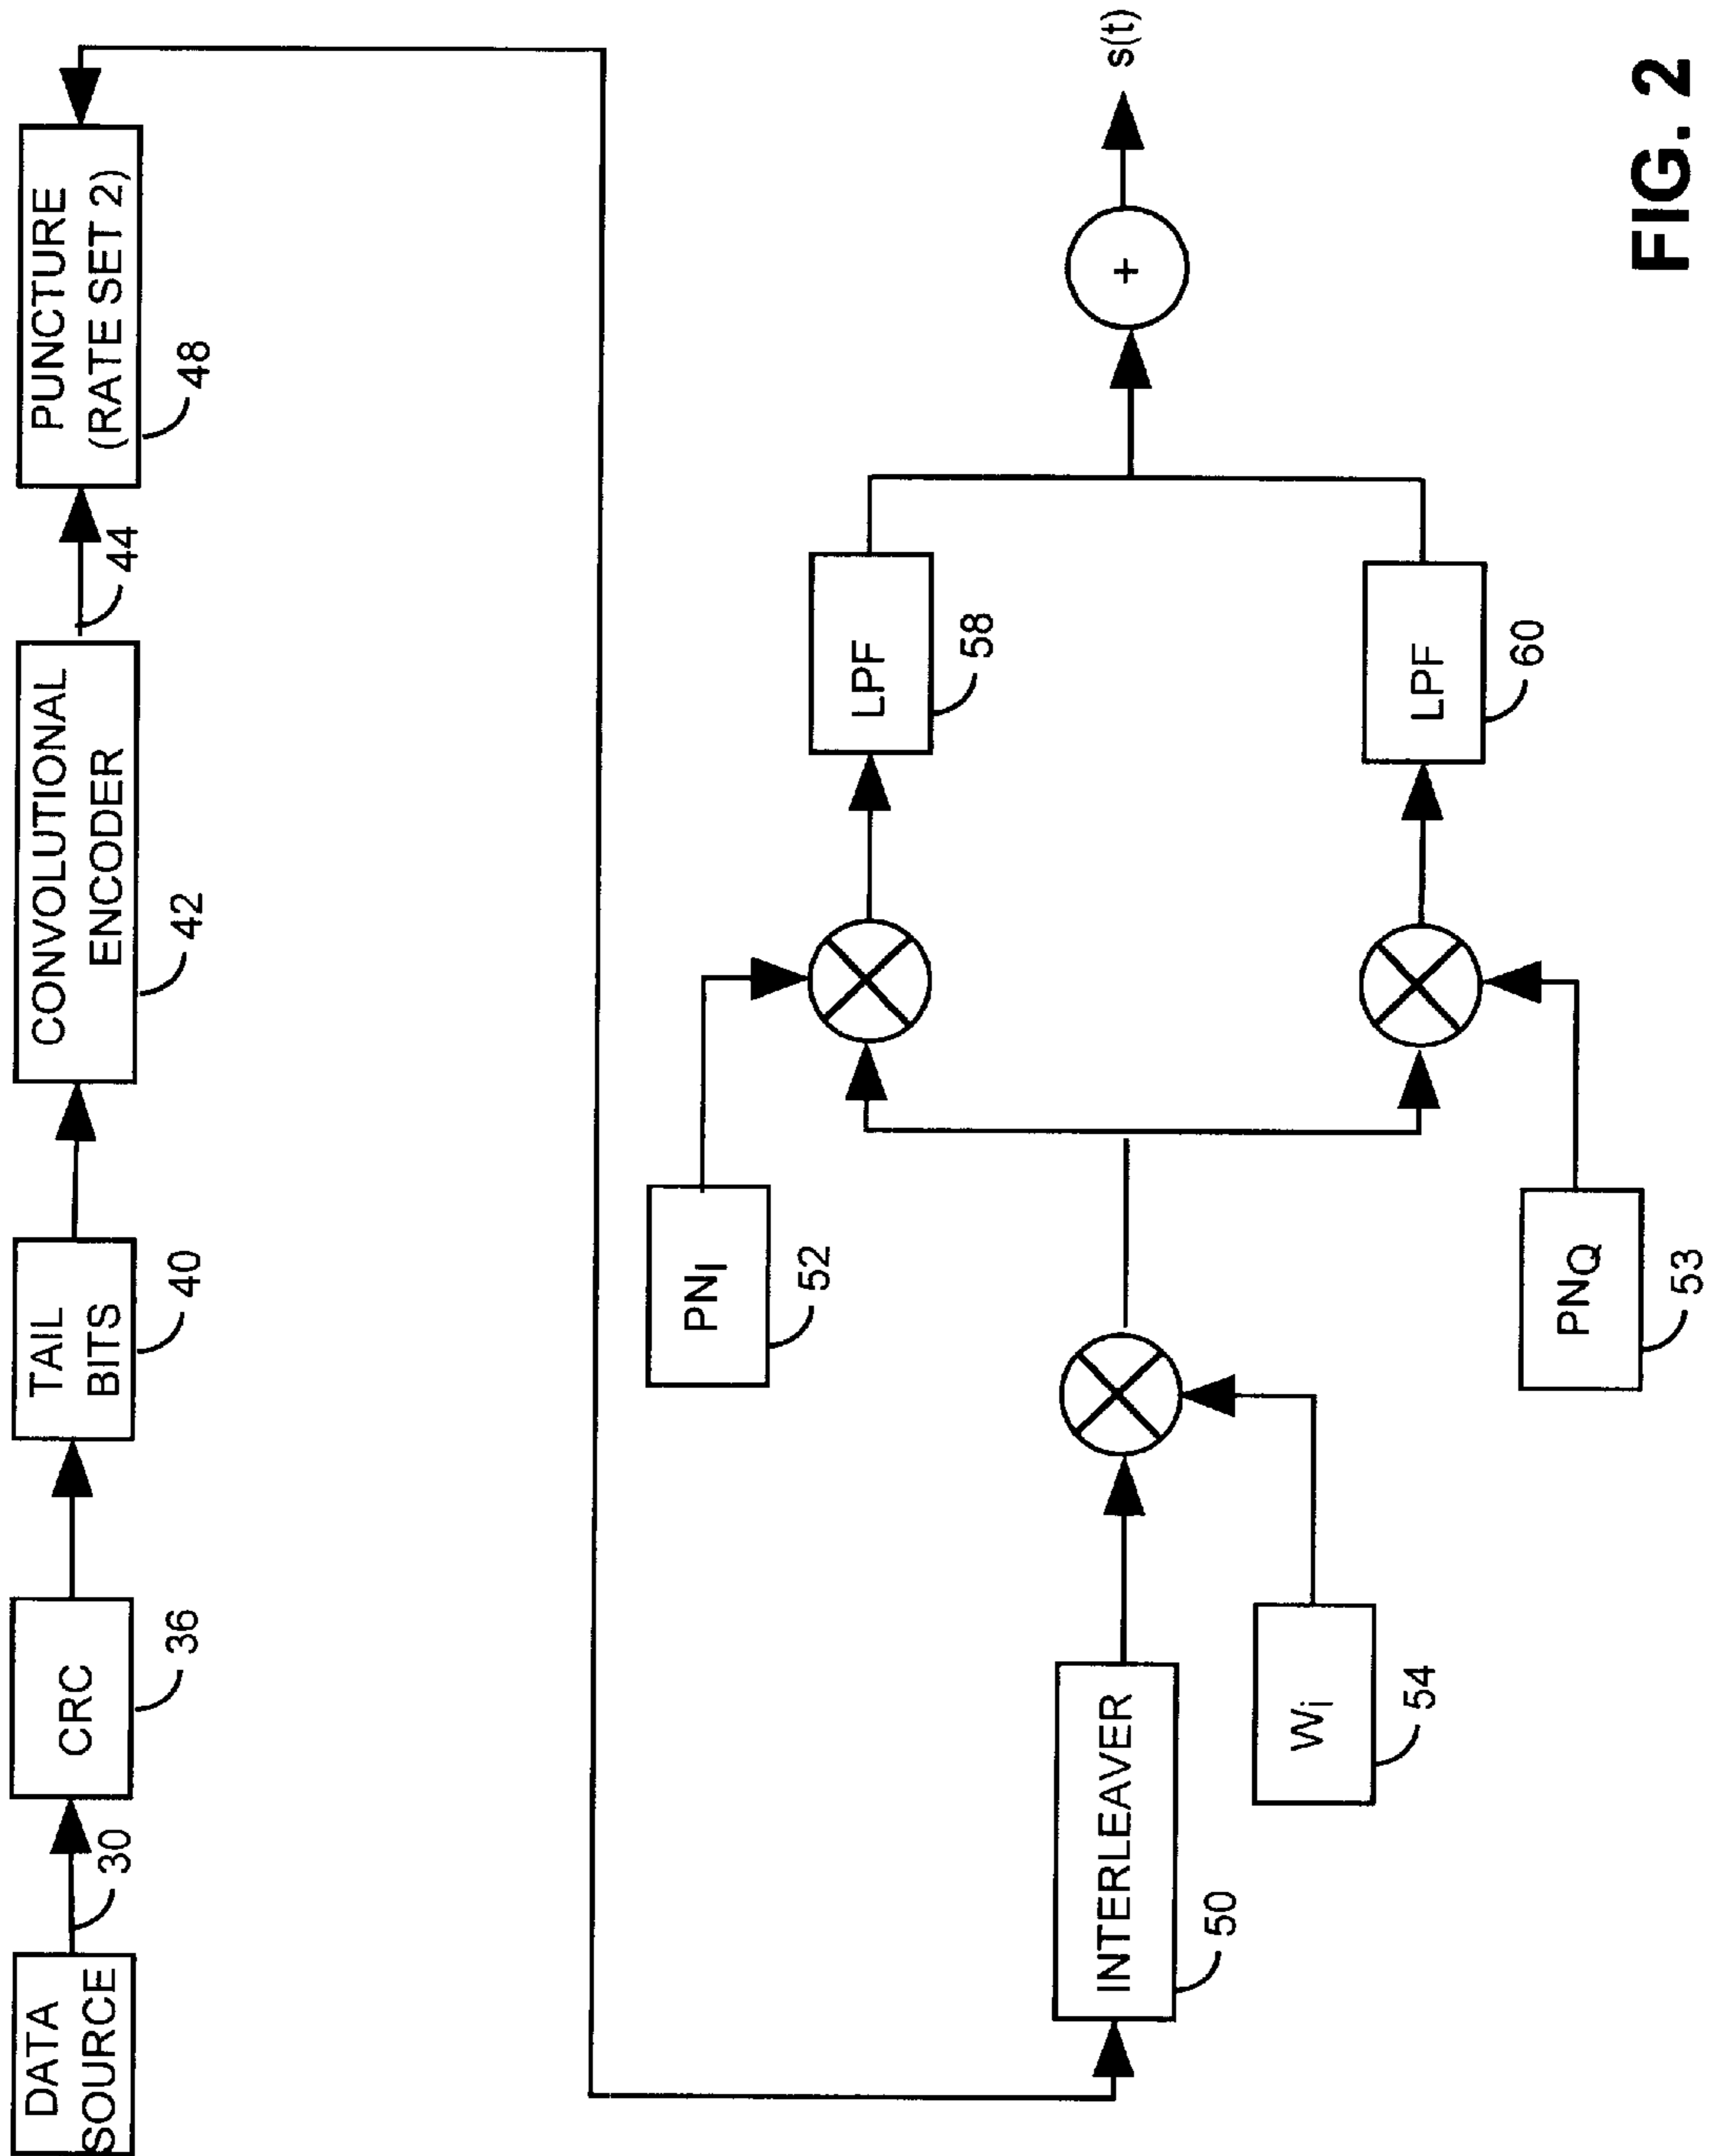 DATA
SOURCE
30
CRC
36
TAIL
BITS
40
CONVOLUTIONAL
ENCODER
42
44
PUNCTURE
(RATE SET 2)
48
INTERLEAVER
50
Wi
54
PNI
52
PNQ
53
LPF
58
LPF
60
+
s(t)
FIG. 2